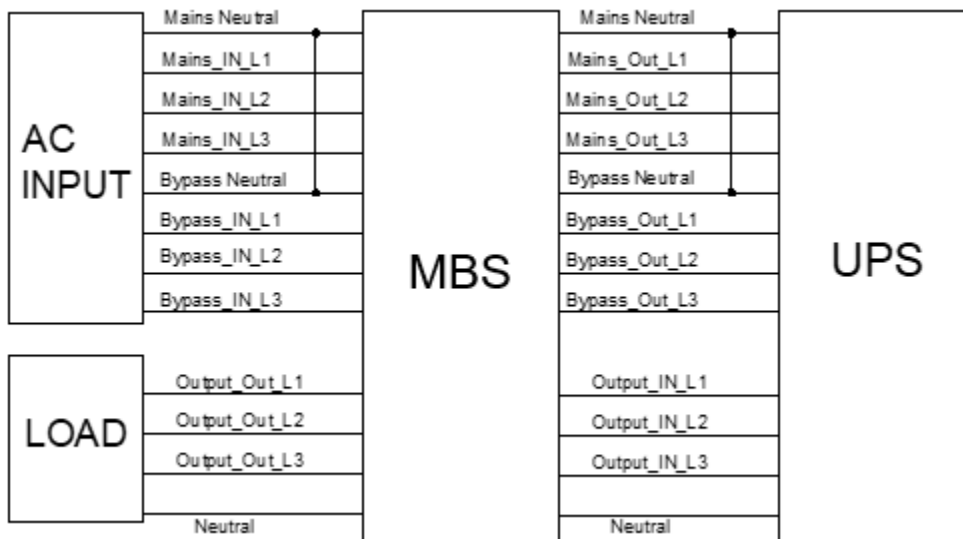 Mains Neutral
Mains_IN_L1
Mains_IN_L2
Mains_IN_L3
Bypass Neutral
Bypass_IN_L1
Bypass_IN_L2
Bypass_IN_L3
AC
INPUT
Output_Out_L1
Output_Out_L2
Output_Out_L3
Neutral
LOAD
MBS
Mains Neutral
Mains_Out_L1
Mains_Out_L2
Mains_Out_L3
Bypass Neutral
Bypass_Out_L1
Bypass_Out_L2
Bypass_Out_L3
Output_IN_L1
Output_IN_L2
Output_IN_L3
Neutral
UPS